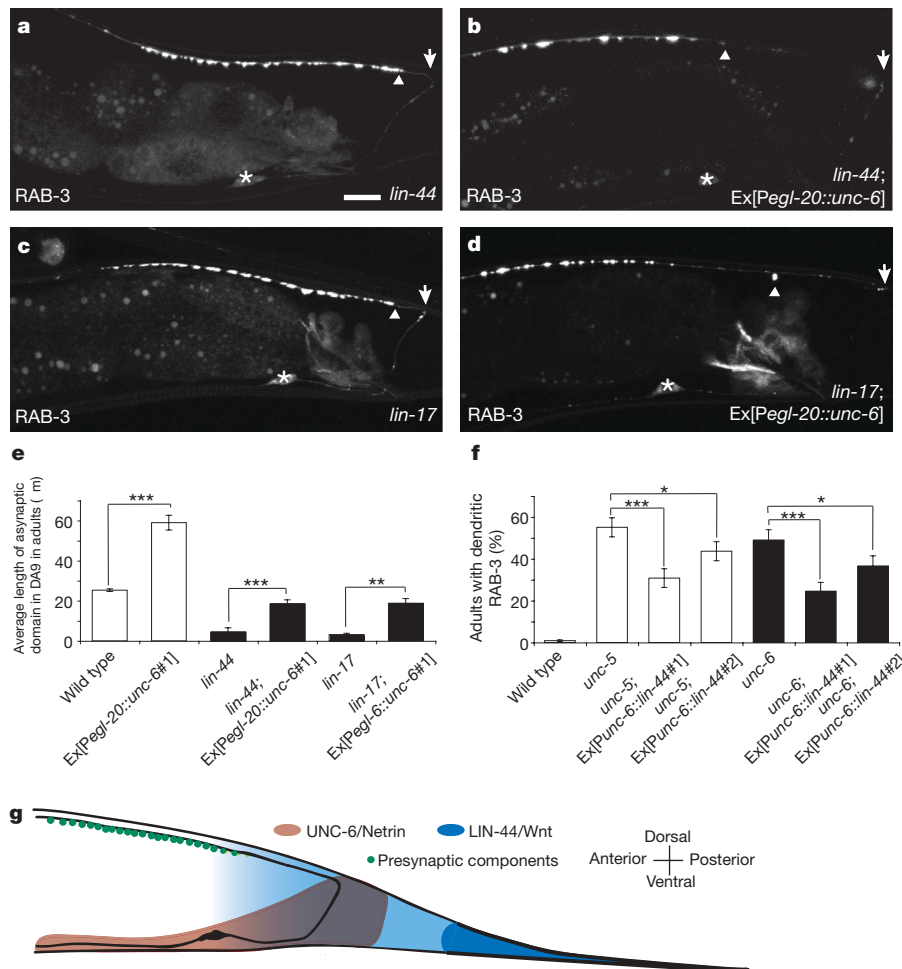 a
RAB-3
*
lin-44
b
RAB-3
*
lin-44;
Ex[Pegl-20::unc-6]
c
RAB-3
*
lin-17
d
RAB-3
*
lin-17;
Ex[Pegl-20::unc-6]
e
Average length of asynaptic
domain in DA9 in adults ( m)
60
40
20
0
***
***
**
Wild type
Ex[Pegl-20::unc-6#1]
lin-44
lin-44;
Ex[Pegl-20::unc-6#1]
lin-17
lin-17;
Ex[Pegl-6::unc-6#1]
f
Adults with dendritic
RAB-3 (%)
60
40
20
0
*
***
*
***
Wild type
unc-5
unc-5;
Ex[Punc-6::lin-44#1]
unc-5;
Ex[Punc-6::lin-44#2]
unc-6
unc-6;
Ex[Punc-6::lin-44#1]
unc-6;
Ex[Punc-6::lin-44#2]
g
UNC-6/Netrin
LIN-44/Wnt
Presynaptic components
Dorsal
Anterior
Posterior
Ventral